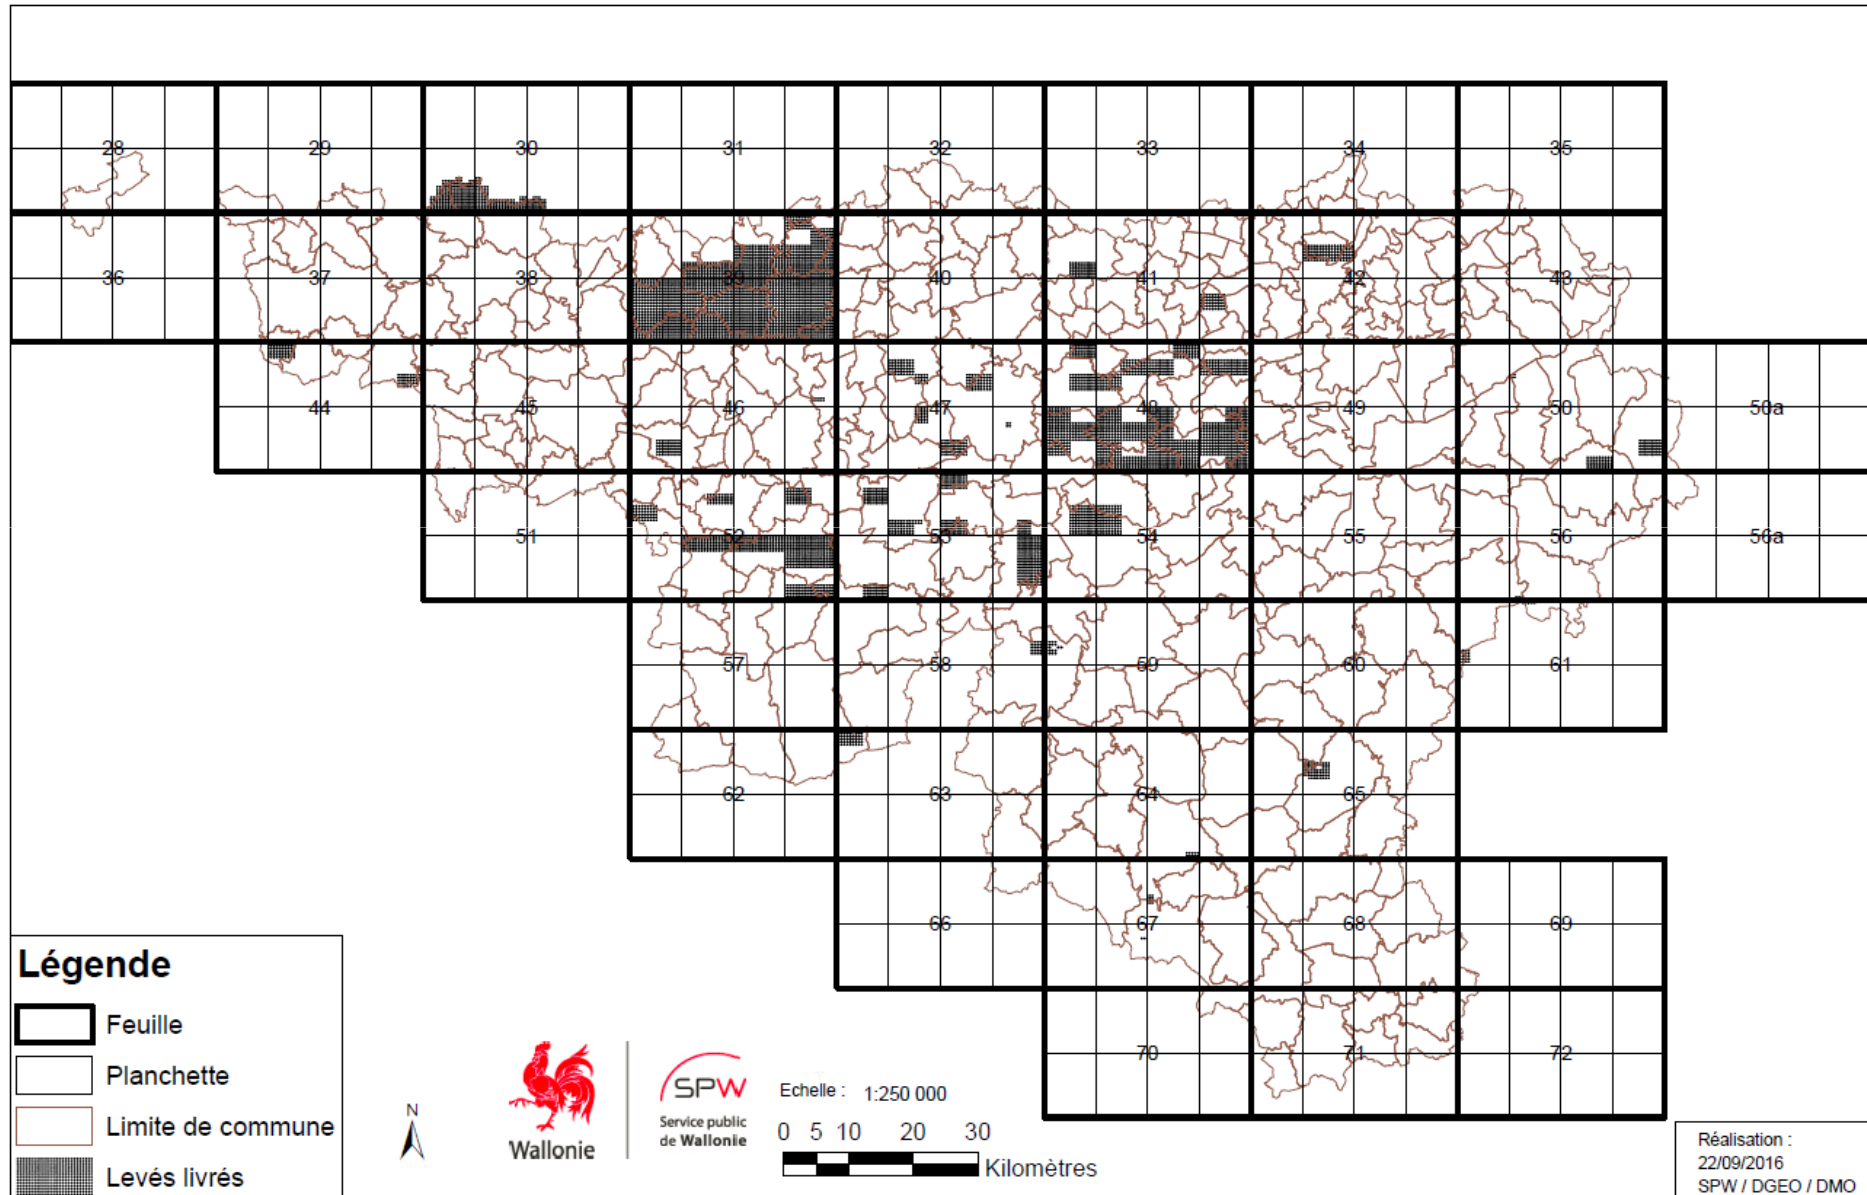 28 29 30 31 32 33 34 35
36 37 38 39 40 41 42 43
44 45 46 47 48 49 50 50a
51 52 53 54 55 56 56a
57 58 59 60 61
62 63 64 65
66 67 68 69
70 71 72
Légende
Feuille
Planchette
Limite de commune
Levés livrés
N
Wallonie
SPW
Service public
de Wallonie
Echelle : 1:250 000
0 5 10 20 30
Kilomètres
Réalisation :
22/09/2016
SPW / DGEO / DMO